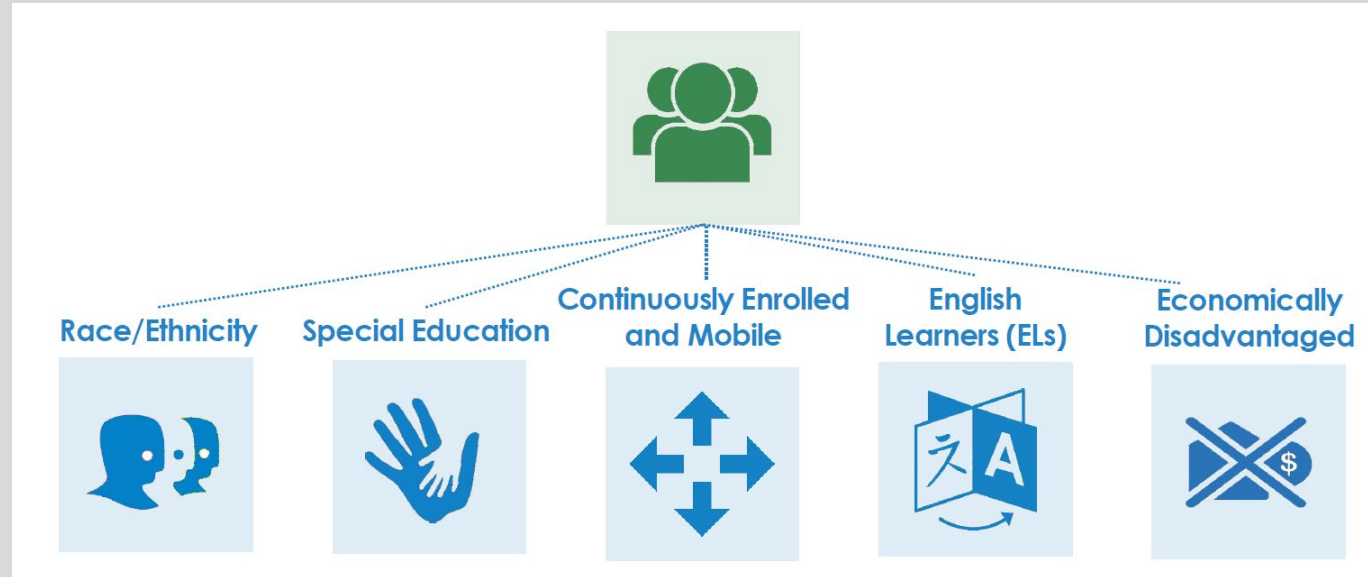 Race/Ethnicity
Special Education
Continuously Enrolled
and Mobile
English
Learners (ELs)
Economically
Disadvantaged
A
$